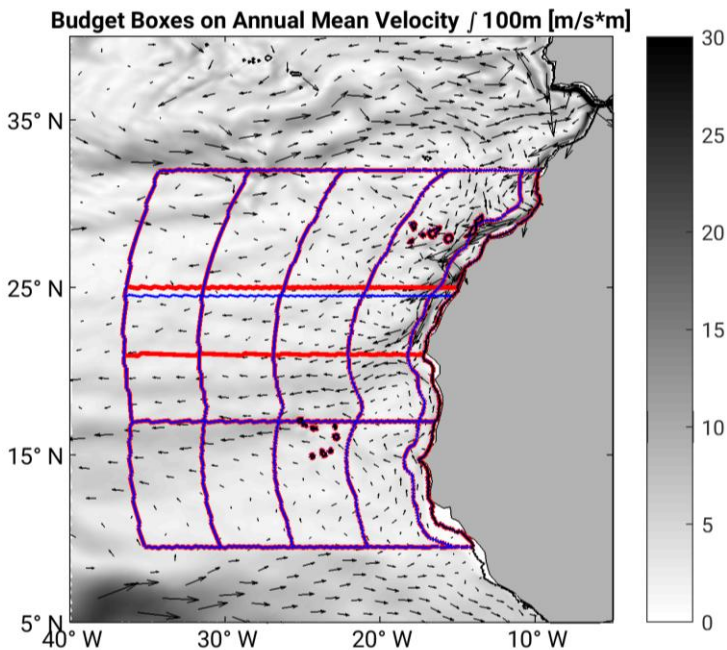 Budget Boxes on Annual Mean Velocity ∫ 100m [m/s*m]
30
25
20
15
10
5
0
35° N
25° N
15° N
5° N
40° W
30° W
20° W
10° W